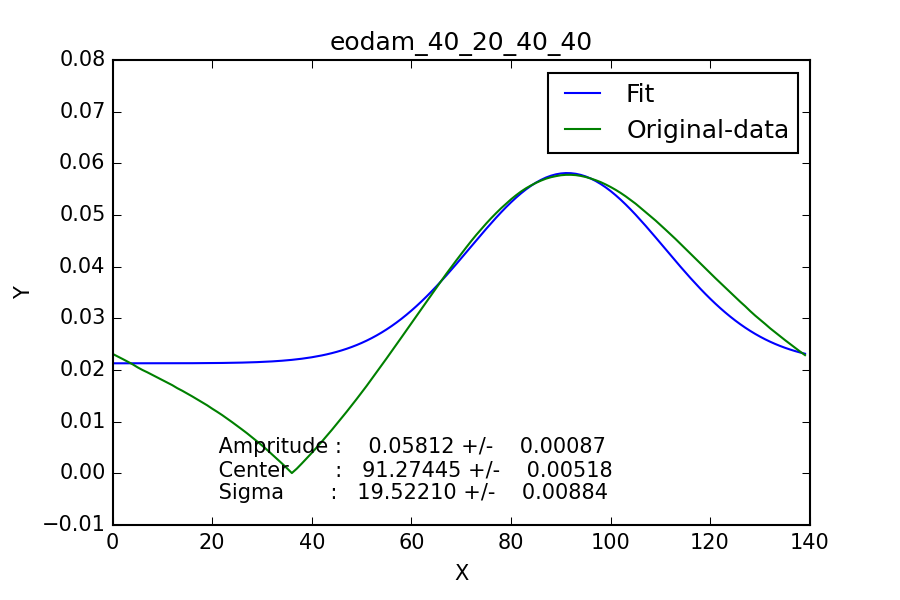 eodam_40_20_40_40
0.08
0.07
0.06
0.05
0.04
0.03
0.02
0.01
0.00
−0.01
Y
Fit
Original-data
Ampritude : 0.05812 +/- 0.00087
Center : 91.27445 +/- 0.00518
Sigma : 19.52210 +/- 0.00884
0 20 40 60 80 100 120 140
X